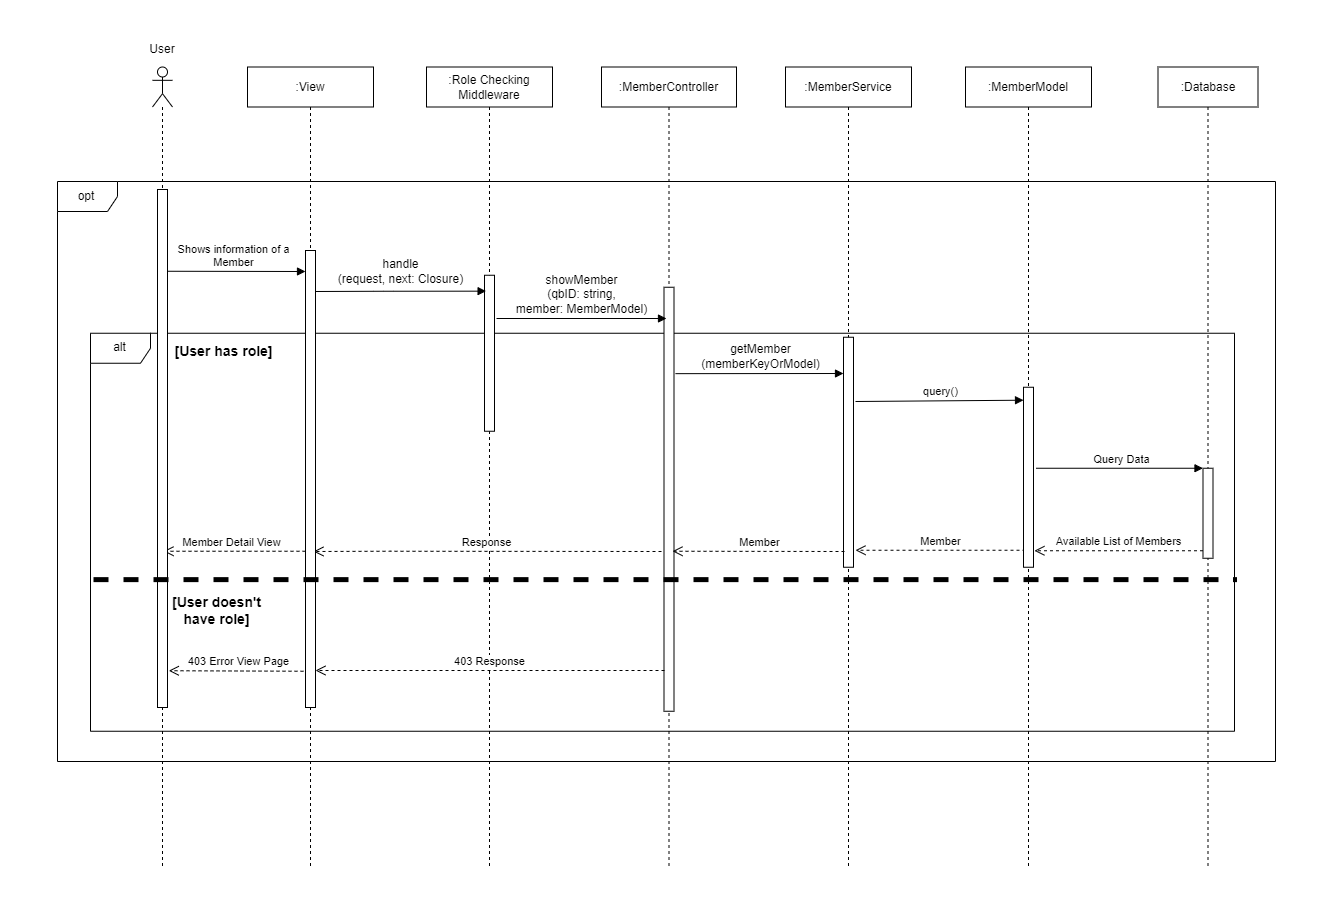 User
:View
:Role Checking
Middleware
:MemberController
:MemberService
:MemberModel
:Database
opt
Shows information of a
Member
handle
(request, next: Closure)
showMember
(qbID: string,
member: MemberModel)
alt
[User has role]
getMember
(memberKeyOrModel)
query()
Query Data
Member Detail View
Response
Member
Member
Available List of Members
[User doesn't
have role]
403 Error View Page
403 Response